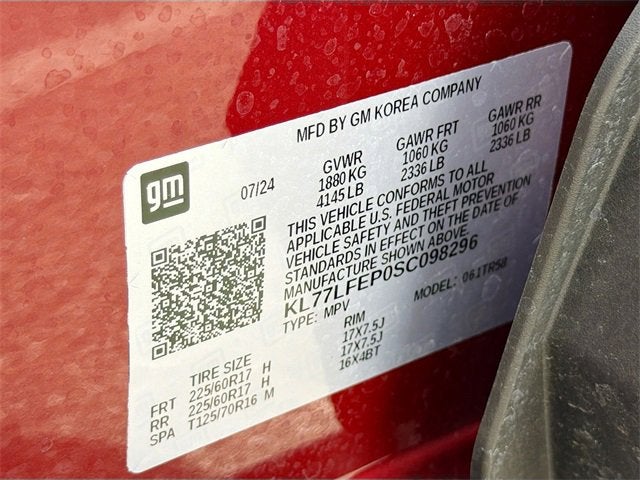 MFD BY GM KOREA COMPANY
gm
07/24
GVWR
1880 KG
4145 LB
GAWR FRT
1060 KG
2336 LB
GAWR RR
1060 KG
2336 LB
THIS VEHICLE CONFORMS TO ALL
APPLICABLE U.S. FEDERAL MOTOR
VEHICLE SAFETY AND THEFT PREVENTION
STANDARDS IN EFFECT ON THE DATE OF
MANUFACTURE SHOWN ABOVE.
KL77LFEP0SC098296
TYPE: MPV MODEL: 061TR58
TIRE SIZE RIM
FRT 225/60R17 H 17X7.5J
RR 225/60R17 H 17X7.5J
SPA T125/70R16 M 16X4BT